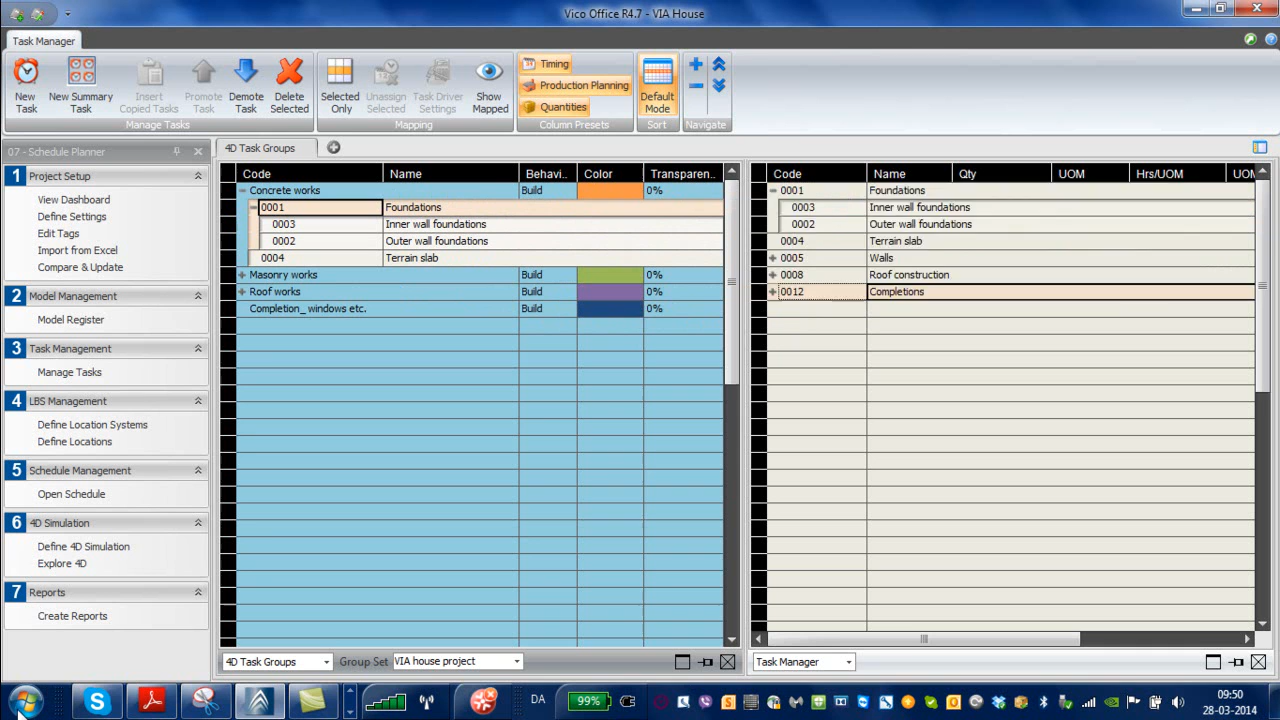 Vico Office R4.7 - VIA House
Task Manager
New Task
New Summary Task
Insert Copied Tasks
Promote Task
Demote Task
Delete Selected
Manage Tasks
Selected Only
Unassign Selected
Task Driver Settings
Show Mapped
Mapping
Timing
Production Planning
Quantities
Column Presets
Default Mode
Sort
Navigate
07 - Schedule Planner
1 Project Setup
View Dashboard
Define Settings
Edit Tags
Import from Excel
Compare & Update
2 Model Management
Model Register
3 Task Management
Manage Tasks
4 LBS Management
Define Location Systems
Define Locations
5 Schedule Management
Open Schedule
6 4D Simulation
Define 4D Simulation
Explore 4D
7 Reports
Create Reports
4D Task Groups
Code Name Behavi.. Color Transparen..
Concrete works Build 0%
0001 Foundations
0003 Inner wall foundations
0002 Outer wall foundations
0004 Terrain slab
Masonry works Build 0%
Roof works Build 0%
Completion_ windows etc. Build 0%
4D Task Groups Group Set VIA house project
Code Name Qty UOM Hrs/UOM UOM
0001 Foundations
0003 Inner wall foundations
0002 Outer wall foundations
0004 Terrain slab
0005 Walls
0008 Roof construction
0012 Completions
Task Manager
DA 99% 09:50
28-03-2014